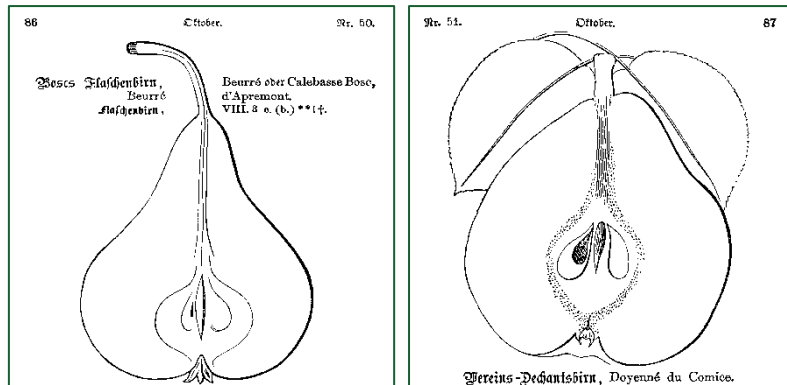 86 Oktober. Nr. 50.
Boscs Flaschenbirn,
Beurré
Flaschenbirn,
Beurré oder Calebasse Bosc,
d'Apremont.
VIII. 3 c. (b.) **!†.
Nr. 51. Oktober. 87
Vereins-Dechantsbirn, Doyenné du Comice.